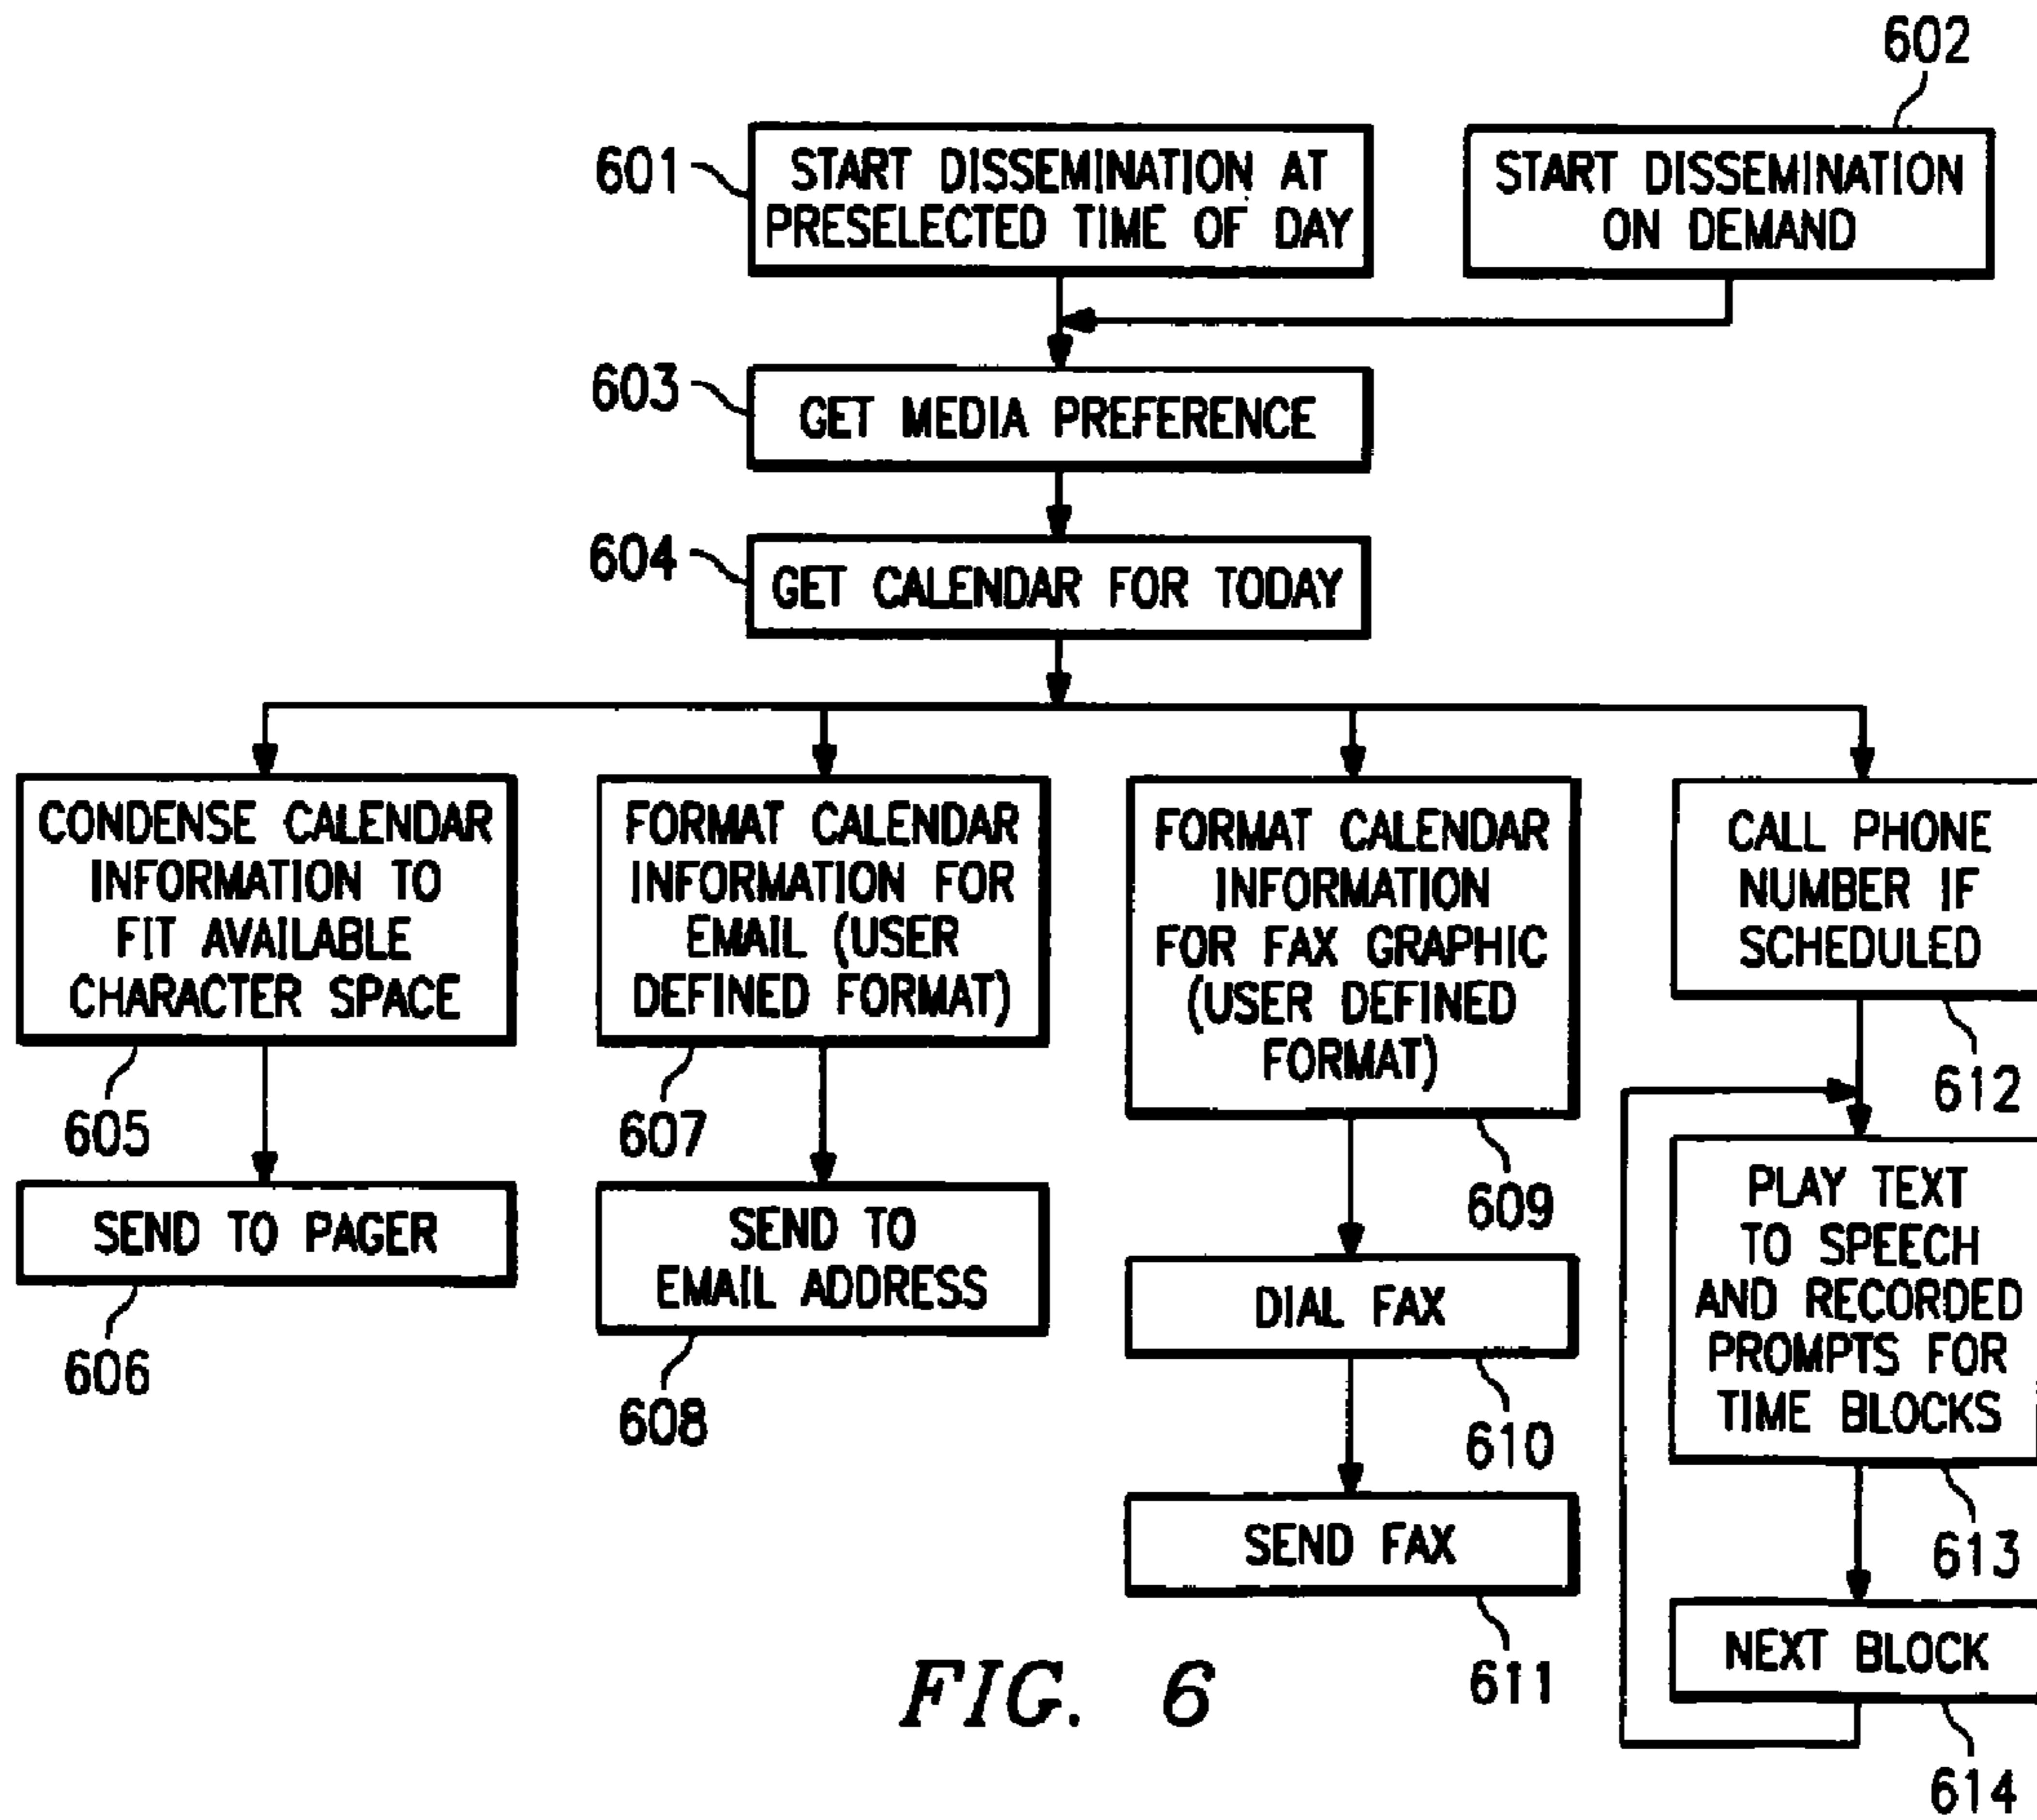 602
601
START DISSEMINATION AT
PRESELECTED TIME OF DAY
START DISSEMINATION
ON DEMAND
603
GET MEDIA PREFERENCE
604
GET CALENDAR FOR TODAY
CONDENSE CALENDAR
INFORMATION TO
FIT AVAILABLE
CHARACTER SPACE
605
SEND TO PAGER
606
FORMAT CALENDAR
INFORMATION FOR
EMAIL (USER
DEFINED FORMAT)
607
SEND TO
EMAIL ADDRESS
608
FORMAT CALENDAR
INFORMATION
FOR FAX GRAPHIC
(USER DEFINED
FORMAT)
609
DIAL FAX
610
SEND FAX
611
CALL PHONE
NUMBER IF
SCHEDULED
612
PLAY TEXT
TO SPEECH
AND RECORDED
PROMPTS FOR
TIME BLOCKS
613
NEXT BLOCK
614
FIG. 6